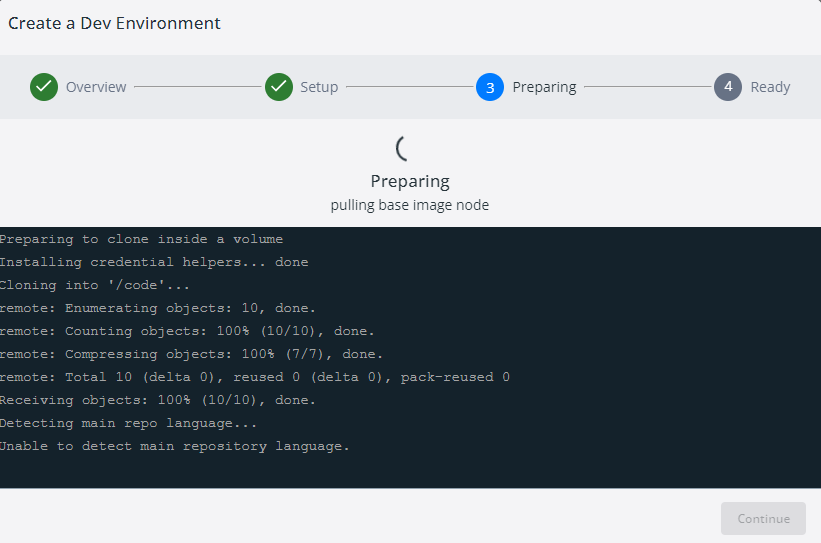 Create a Dev Environment
Overview Setup 3 Preparing 4 Ready
Preparing
pulling base image node
Preparing to clone inside a volume
Installing credential helpers... done
Cloning into '/code'...
remote: Enumerating objects: 10, done.
remote: Counting objects: 100% (10/10), done.
remote: Compressing objects: 100% (7/7), done.
remote: Total 10 (delta 0), reused 0 (delta 0), pack-reused 0
Receiving objects: 100% (10/10), done.
Detecting main repo language...
Unable to detect main repository language.
Continue